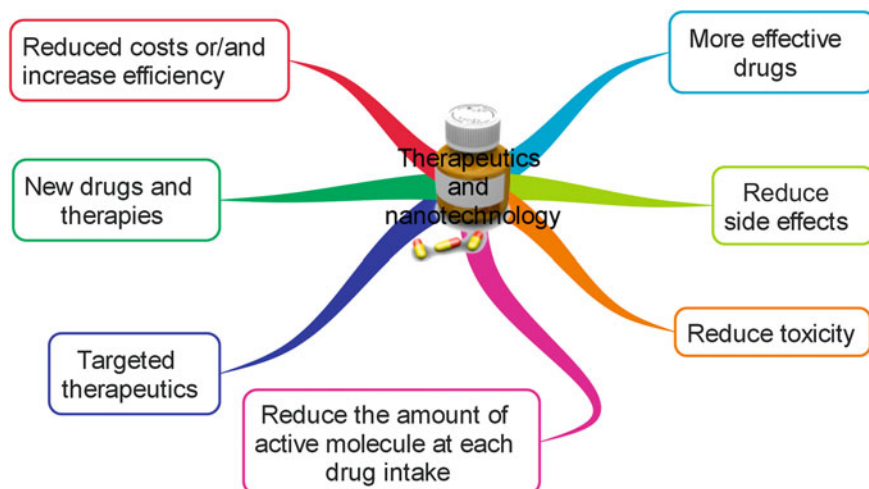 Reduced costs or/and
increase efficiency
More effective
drugs
Therapeutics
and
nanotechnology
New drugs and
therapies
Reduce
side effects
Targeted
therapeutics
Reduce toxicity
Reduce the amount of
active molecule at each
drug intake